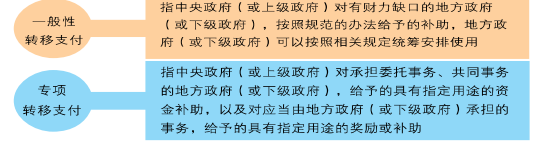 一般性
转移支付
指中央政府（或上级政府）对有财力缺口的地方政府
（或下级政府），按照规范的办法给予的补助，地方政
府（或下级政府）可以按照相关规定统筹安排使用
专项
转移支付
指中央政府（或上级政府）对承担委托事务、共同事务
的地方政府（或下级政府），给予的具有指定用途的资
金补助，以及对应当由地方政府（或下级政府）承担的
事务，给予的具有指定用途的奖励或补助